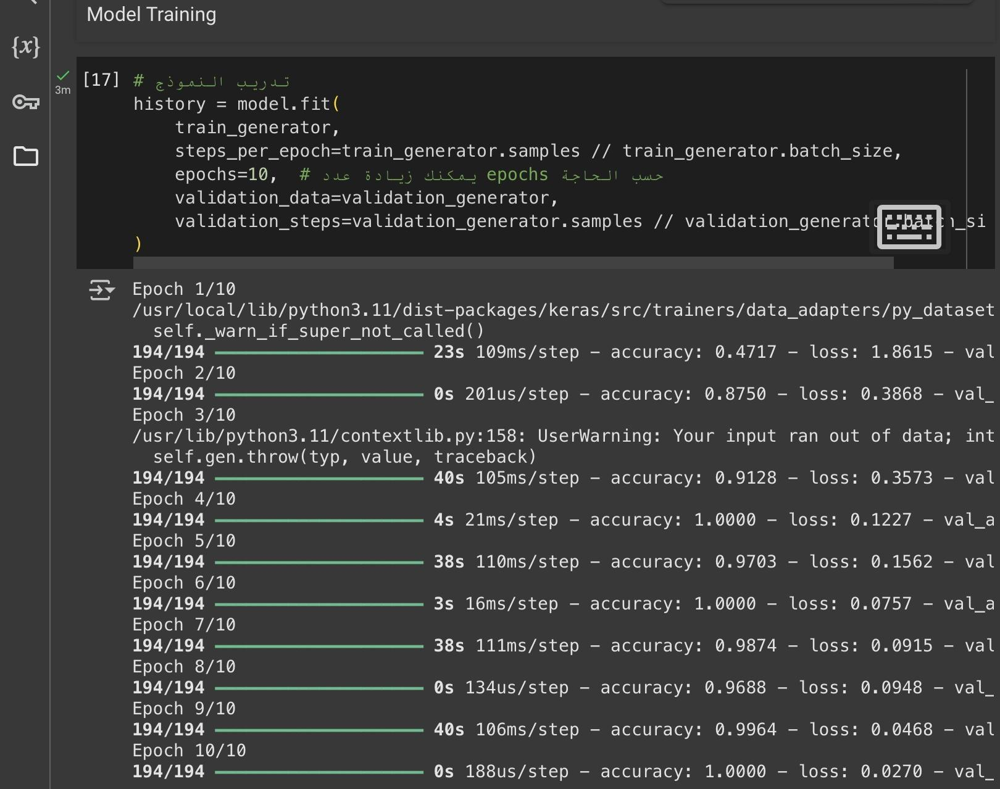 Model Training
{x}
3m
[17] # تدريب النموذج
history = model.fit(
train_generator,
steps_per_epoch=train_generator.samples // train_generator.batch_size,
epochs=10, # يمكنك زيادة عدد epochs حسب الحاجة
validation_data=validation_generator,
validation_steps=validation_generator.samples // validation_generator.batch_si
)
Epoch 1/10
/usr/local/lib/python3.11/dist-packages/keras/src/trainers/data_adapters/py_dataset
self._warn_if_super_not_called()
194/194 ━━━━━━━━━━━━━━━━━━━━ 23s 109ms/step - accuracy: 0.4717 - loss: 1.8615 - val
Epoch 2/10
194/194 ━━━━━━━━━━━━━━━━━━━━ 0s 201us/step - accuracy: 0.8750 - loss: 0.3868 - val_
Epoch 3/10
/usr/lib/python3.11/contextlib.py:158: UserWarning: Your input ran out of data; int
self.gen.throw(typ, value, traceback)
194/194 ━━━━━━━━━━━━━━━━━━━━ 40s 105ms/step - accuracy: 0.9128 - loss: 0.3573 - val
Epoch 4/10
194/194 ━━━━━━━━━━━━━━━━━━━━ 4s 21ms/step - accuracy: 1.0000 - loss: 0.1227 - val_a
Epoch 5/10
194/194 ━━━━━━━━━━━━━━━━━━━━ 38s 110ms/step - accuracy: 0.9703 - loss: 0.1562 - val
Epoch 6/10
194/194 ━━━━━━━━━━━━━━━━━━━━ 3s 16ms/step - accuracy: 1.0000 - loss: 0.0757 - val_a
Epoch 7/10
194/194 ━━━━━━━━━━━━━━━━━━━━ 38s 111ms/step - accuracy: 0.9874 - loss: 0.0915 - val
Epoch 8/10
194/194 ━━━━━━━━━━━━━━━━━━━━ 0s 134us/step - accuracy: 0.9688 - loss: 0.0948 - val_
Epoch 9/10
194/194 ━━━━━━━━━━━━━━━━━━━━ 40s 106ms/step - accuracy: 0.9964 - loss: 0.0468 - val
Epoch 10/10
194/194 ━━━━━━━━━━━━━━━━━━━━ 0s 188us/step - accuracy: 1.0000 - loss: 0.0270 - val_